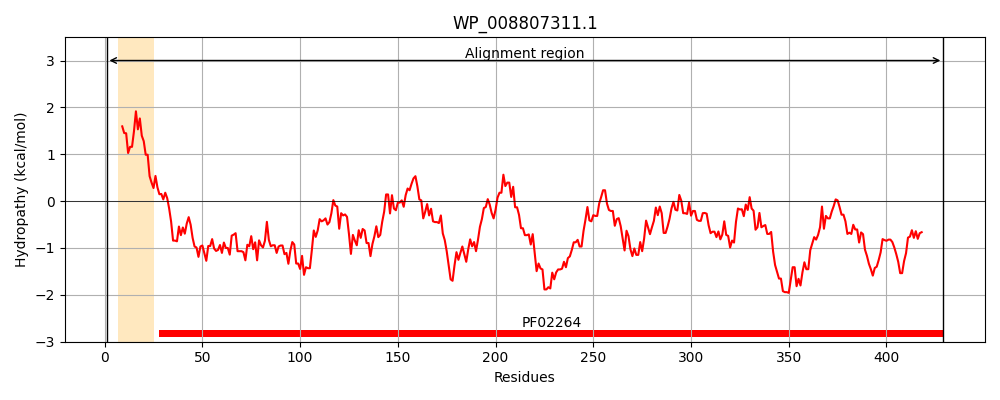 WP_008807311.1
Alignment region
Hydropathy (kcal/mol)
3
2
1
0
−1
−2
−3
PF02264
0 50 100 150 200 250 300 350 400
Residues